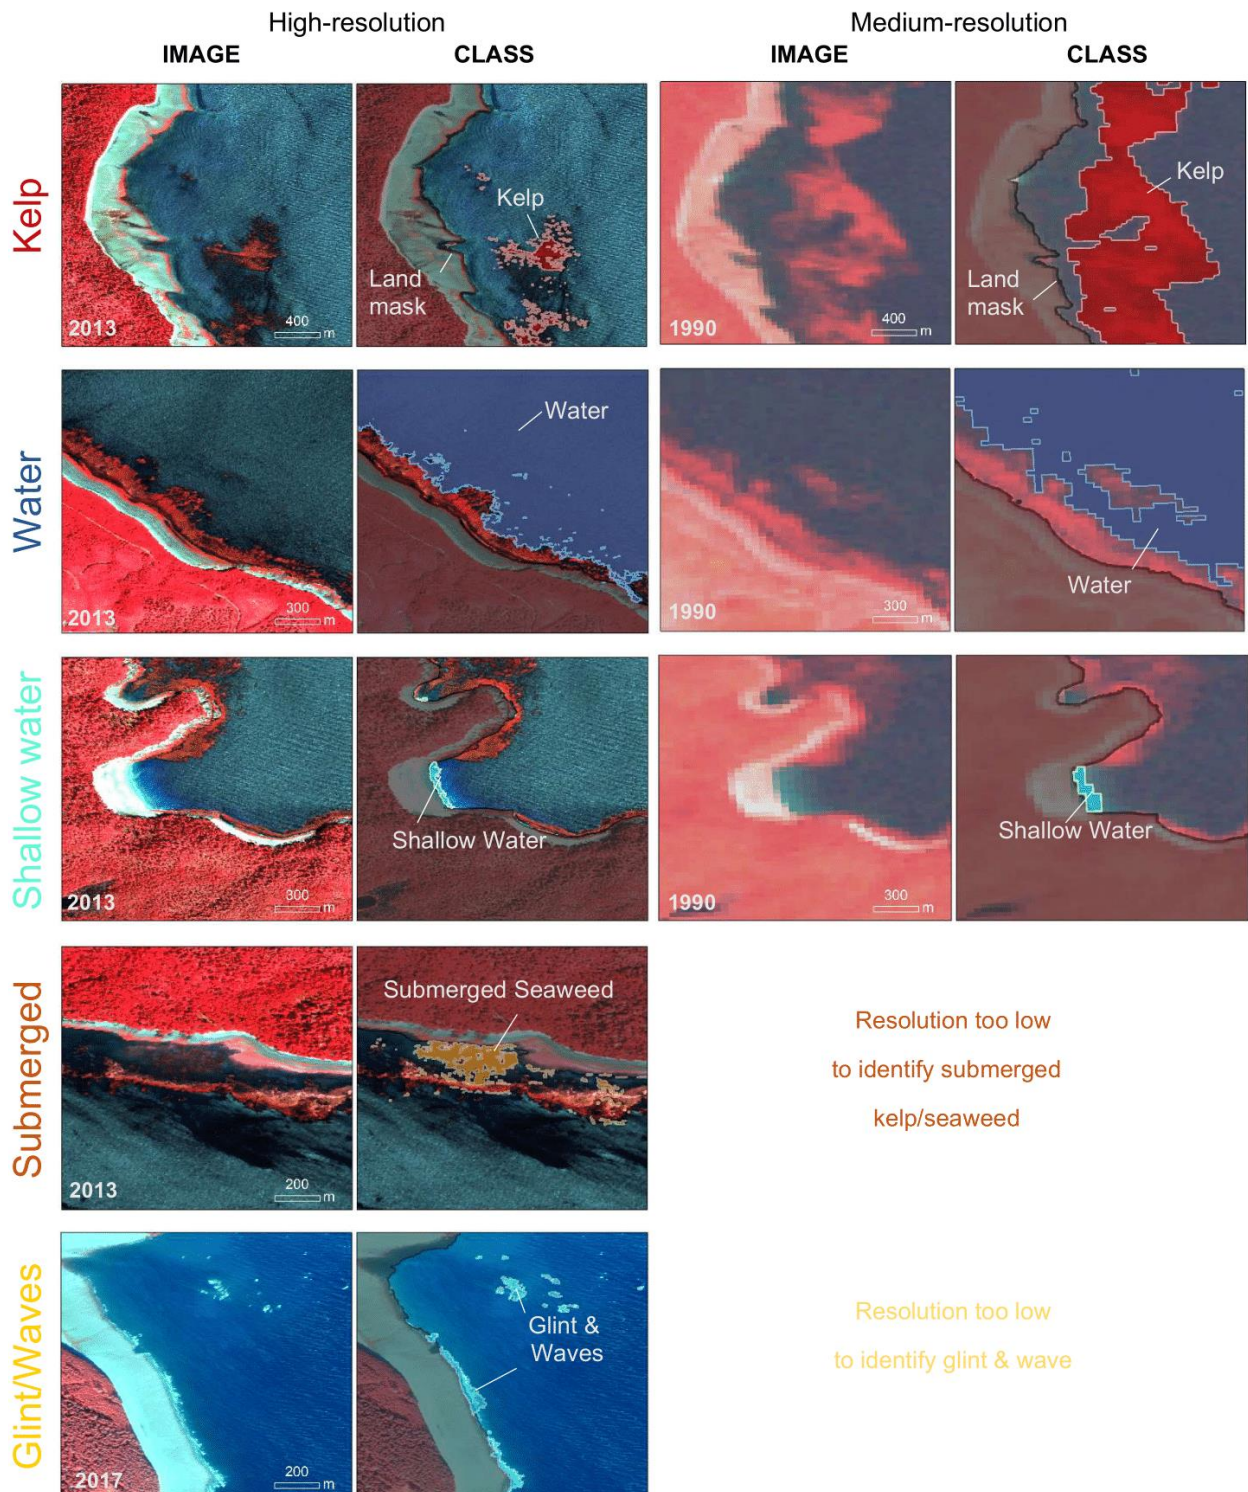 High-resolution
Medium-resolution
IMAGE
CLASS
IMAGE
CLASS
Kelp
2013
400 m
Kelp
Land
mask
1990
400 m
Kelp
Land
mask
Water
2013
300 m
Water
1990
300 m
Water
Shallow water
2013
300 m
Shallow Water
1990
300 m
Shallow Water
Submerged
2013
200 m
Submerged Seaweed
Resolution too low
to identify submerged
kelp/seaweed
Glint/Waves
2017
200 m
Glint &
Waves
Resolution too low
to identify glint & wave